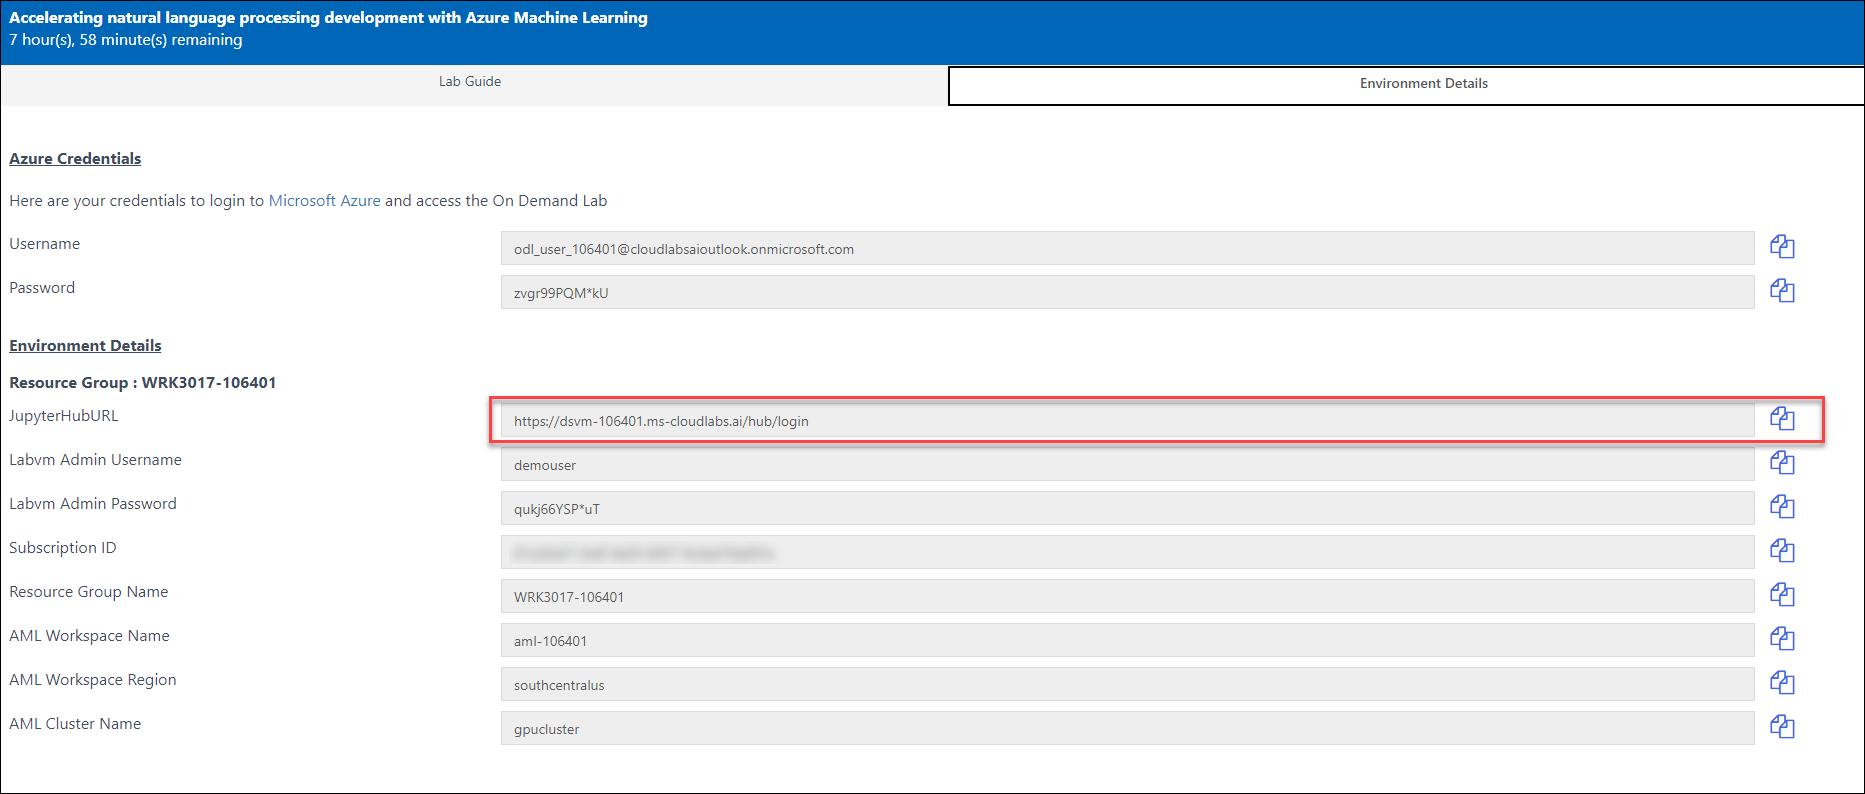 Accelerating natural language processing development with Azure Machine Learning
7 hour(s), 58 minute(s) remaining
Lab Guide
Environment Details
Azure Credentials
Here are your credentials to login to Microsoft Azure and access the On Demand Lab
Username
odl_user_106401@cloudlabsaioutlook.onmicrosoft.com
Password
zvgr99PQM*kU
Environment Details
Resource Group : WRK3017-106401
JupyterHubURL
https://dsvm-106401.ms-cloudlabs.ai/hub/login
Labvm Admin Username
demouser
Labvm Admin Password
qukj66YSP*uT
Subscription ID
Resource Group Name
WRK3017-106401
AML Workspace Name
aml-106401
AML Workspace Region
southcentralus
AML Cluster Name
gpucluster